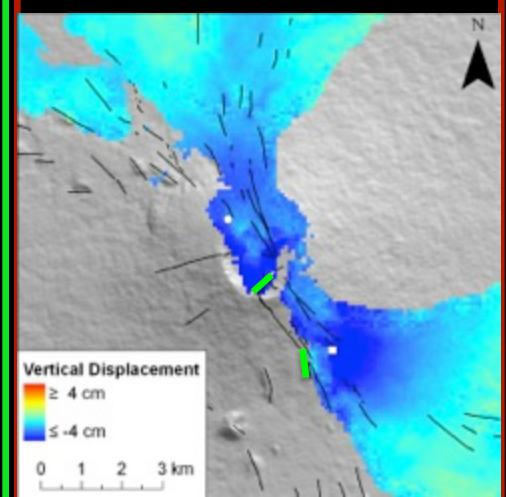 N
Vertical Displacement
≥ 4 cm
≤ -4 cm
0 1 2 3 km